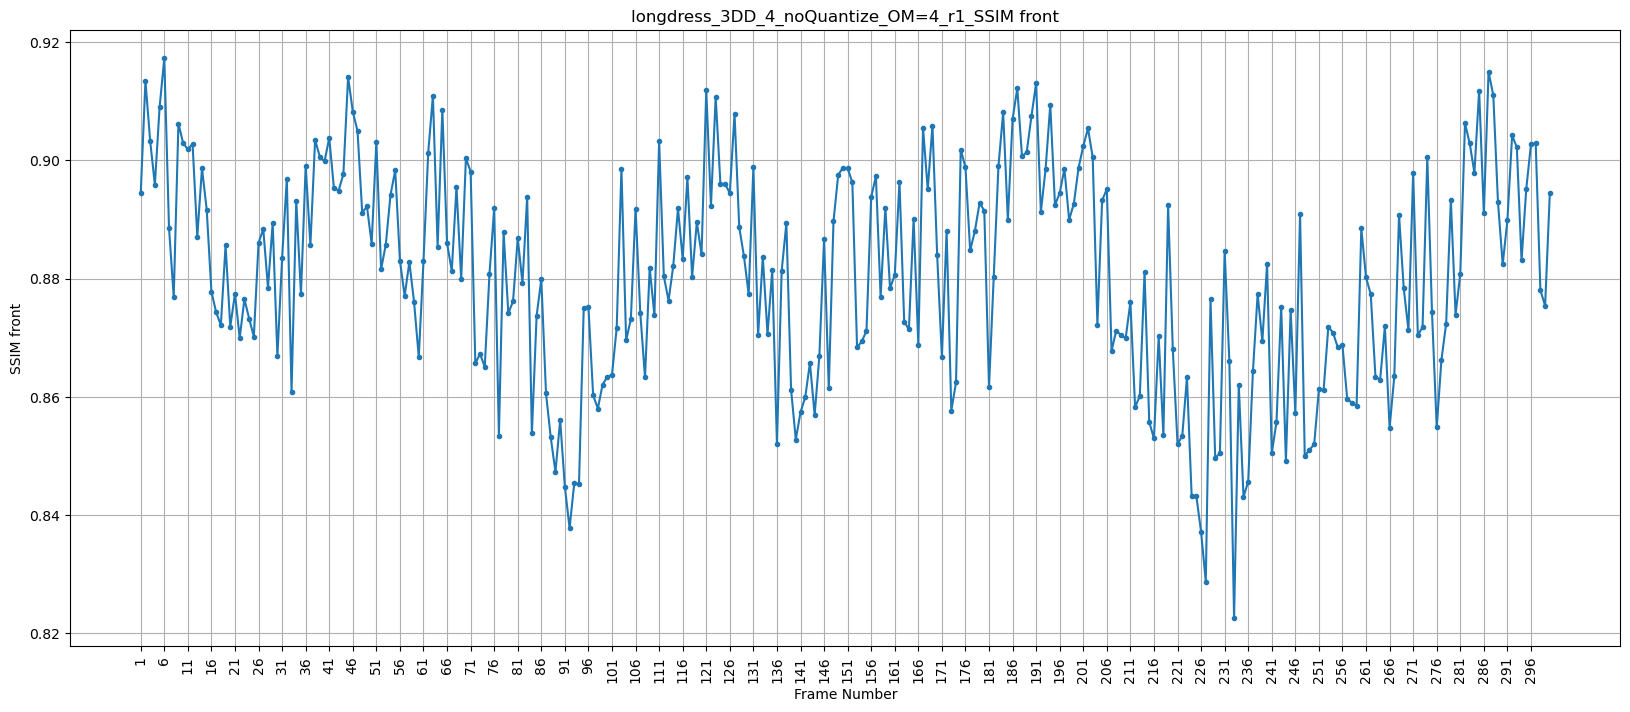 longdress_3DD_4_noQuantize_OM=4_r1_SSIM front
0.92
0.90
0.88
0.86
0.84
0.82
SSIM front
1 6 11 16 21 26 31 36 41 46 51 56 61 66 71 76 81 86 91 96 101 106 111 116 121 126 131 136 141 146 151 156 161 166 171 176 181 186 191 196 201 206 211 216 221 226 231 236 241 246 251 256 261 266 271 276 281 286 291 296
Frame Number